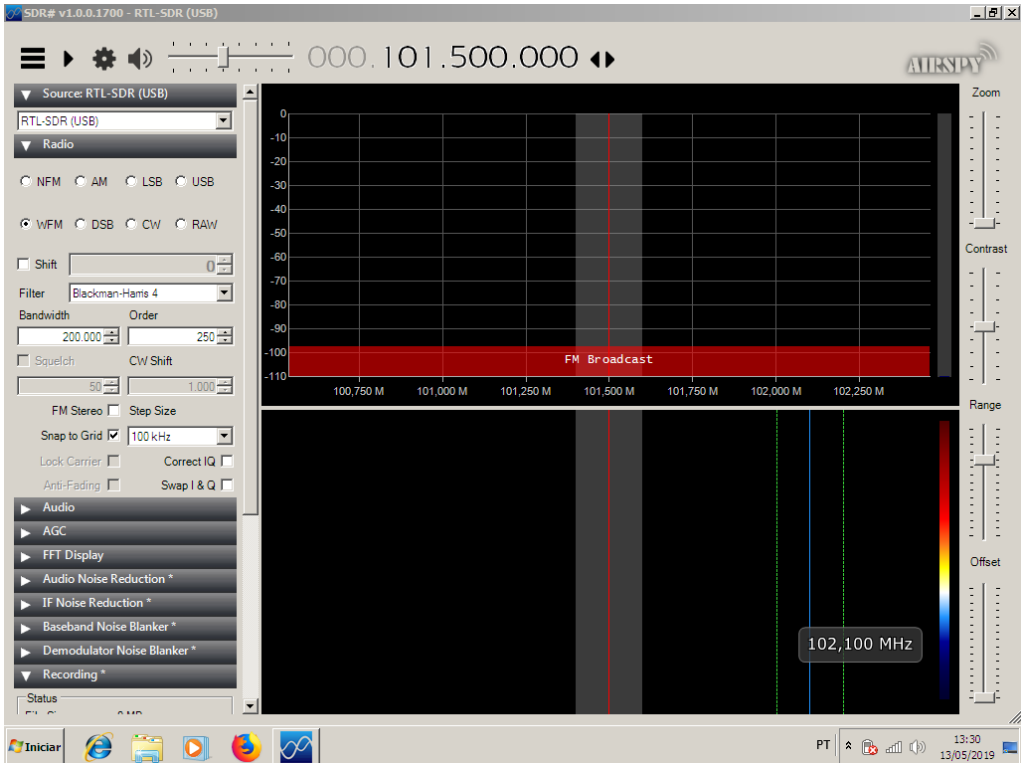 SDR# v1.0.0.1700 - RTL-SDR (USB)
000.101.500.000
AIRSPY
Source: RTL-SDR (USB)
RTL-SDR (USB)
Radio
NFM AM LSB USB
WFM DSB CW RAW
Shift 0
Filter Blackman-Harris 4
Bandwidth Order
200.000 250
Squelch CW Shift
50 1.000
FM Stereo Step Size
Snap to Grid 100 kHz
Lock Carrier Correct IQ
Anti-Fading Swap I & Q
Audio
AGC
FFT Display
Audio Noise Reduction *
IF Noise Reduction *
Baseband Noise Blanker *
Demodulator Noise Blanker *
Recording *
Status
0
-10
-20
-30
-40
-50
-60
-70
-80
-90
-100
-110
FM Broadcast
100,750 M 101,000 M 101,250 M 101,500 M 101,750 M 102,000 M 102,250 M
102,100 MHz
Zoom
Contrast
Range
Offset
Iniciar
PT
13:30
13/05/2019